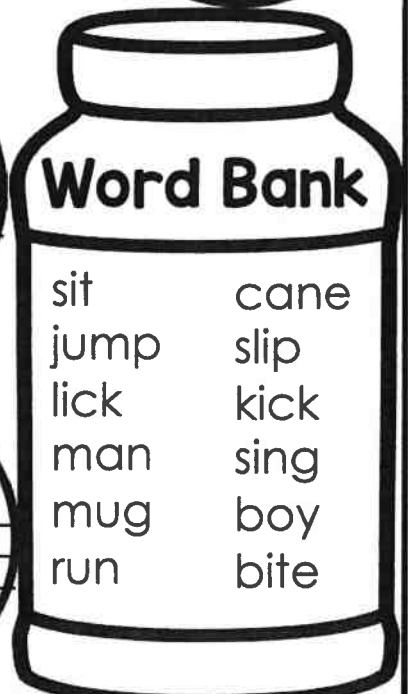 Word Bank
sit cane
jump slip
lick kick
man sing
mug boy
run bite